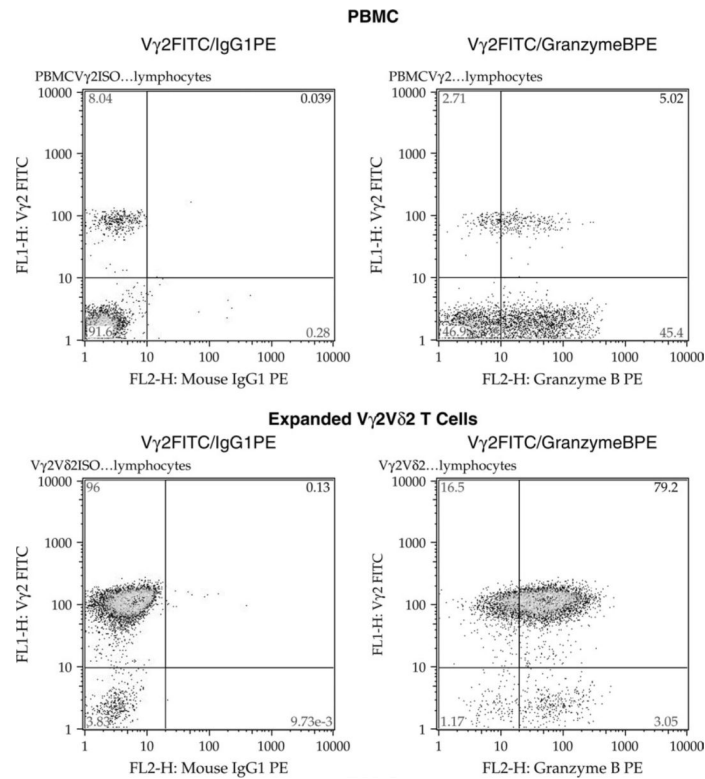 PBMC
Vγ2FITC/IgG1PE
Vγ2FITC/GranzymeBPE
PBMCVγ2ISO...lymphocytes
PBMCVγ2...lymphocytes
10000
8.04
0.039
1000
100
10
1
91.6
0.28
FL1-H: Vγ2 FITC
1 10 100 1000 10000
FL2-H: Mouse IgG1 PE
10000
2.71
5.02
1000
100
10
1
46.9
45.4
FL1-H: Vγ2 FITC
1 10 100 1000 10000
FL2-H: Granzyme B PE
Expanded Vγ2Vδ2 T Cells
Vγ2FITC/IgG1PE
Vγ2FITC/GranzymeBPE
Vγ2Vδ2ISO...lymphocytes
Vγ2Vδ2...lymphocytes
10000
96
0.13
1000
100
10
1
3.83
9.73e-3
FL1-H: Vγ2 FITC
1 10 100 1000 10000
FL2-H: Mouse IgG1 PE
10000
16.5
79.2
1000
100
10
1
1.17
3.05
FL1-H: Vγ2 FITC
1 10 100 1000 10000
FL2-H: Granzyme B PE